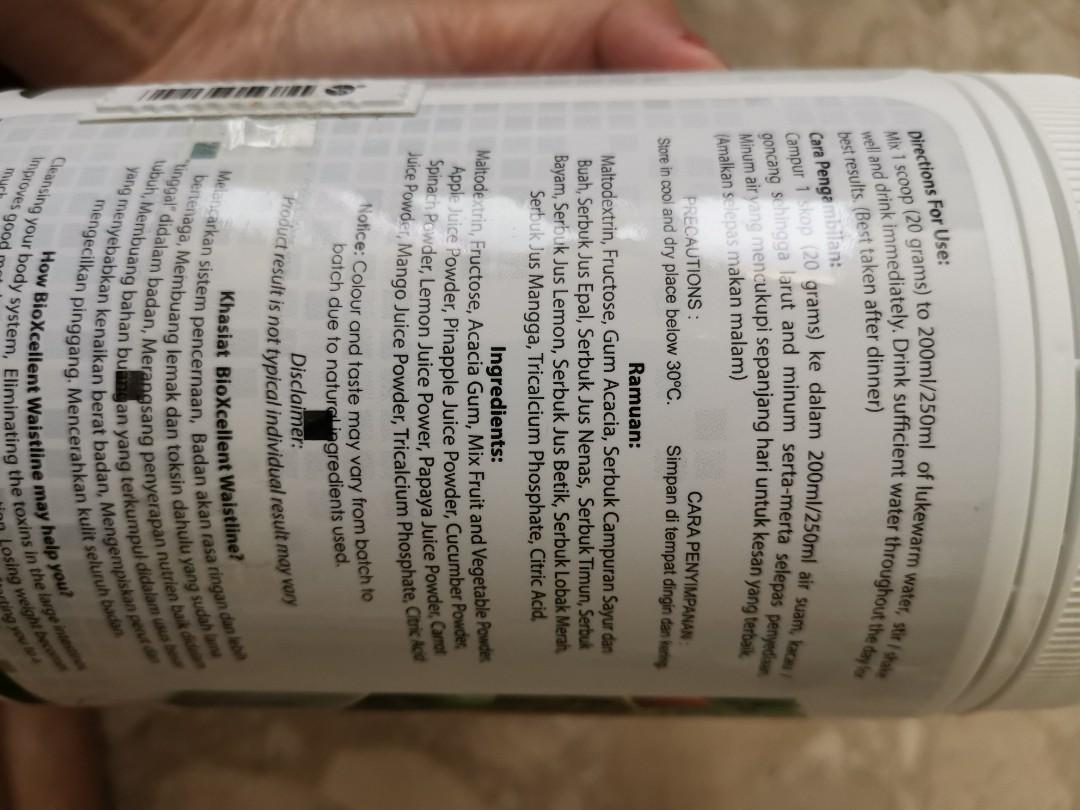 Directions For Use:
Mix 1 scoop (20 grams) to 200ml/250ml of lukewarm water, stir / shake
well and drink immediately. Drink sufficient water throughout the day for
best results. (Best taken after dinner)
Cara Pengambilan:
Campur 1 skop (20 grams) ke dalam 200ml/250ml air suam, kacau /
goncang sehingga larut and minum serta-merta selepas penyediaan.
Minum air yang mencukupi sepanjang hari untuk kesan yang terbaik.
(Amalkan selepas makan malam)
PRECAUTIONS :
Store in cool and dry place below 30°C.
CARA PENYIMPANAN :
Simpan di tempat dingin dan kering.
Ramuan:
Maltodextrin, Fructose, Gum Acacia, Serbuk Campuran Sayur dan
Buah, Serbuk Jus Epal, Serbuk Jus Nenas, Serbuk Timun, Serbuk
Bayam, Serbuk Jus Lemon, Serbuk Jus Betik, Serbuk Lobak Merah,
Serbuk Jus Mangga, Tricalcium Phosphate, Citric Acid,
Ingredients:
Maltodextrin, Fructose, Acacia Gum, Mix Fruit and Vegetable Powder,
Apple Juice Powder, Pinapple Juice Powder, Cucumber Powder,
Spinach Powder, Lemon Juice Power, Papaya Juice Powder, Carrot
Juice Powder, Mango Juice Powder, Tricalcium Phosphate, Citric Acid
Notice: Colour and taste may vary from batch to
batch due to natural ingredients used.
Disclaimer:
Product result is not typical individual result may vary
Khasiat BioXcellent Waistline?
Melancarkan sistem pencernaan, Badan akan rasa ringan dan lebih
bertenaga, Membuang lemak dan toksin dahulu yang sudah lama
"tinggal" didalam badan, Merangsang penyerapan nutrien baik didalam
tubuh, Membuang bahan buangan yang terkumpul didalam usus besar
yang menyebabkan kenaikan berat badan, Mengempiskan perut dan
mengecilkan pinggang. Mencerahkan kulit seluruh badan.
How BioXcellent Waistline may help you?
Cleansing your body system, Eliminating the toxins in the large intestines
improves good Losing weight becomes
much